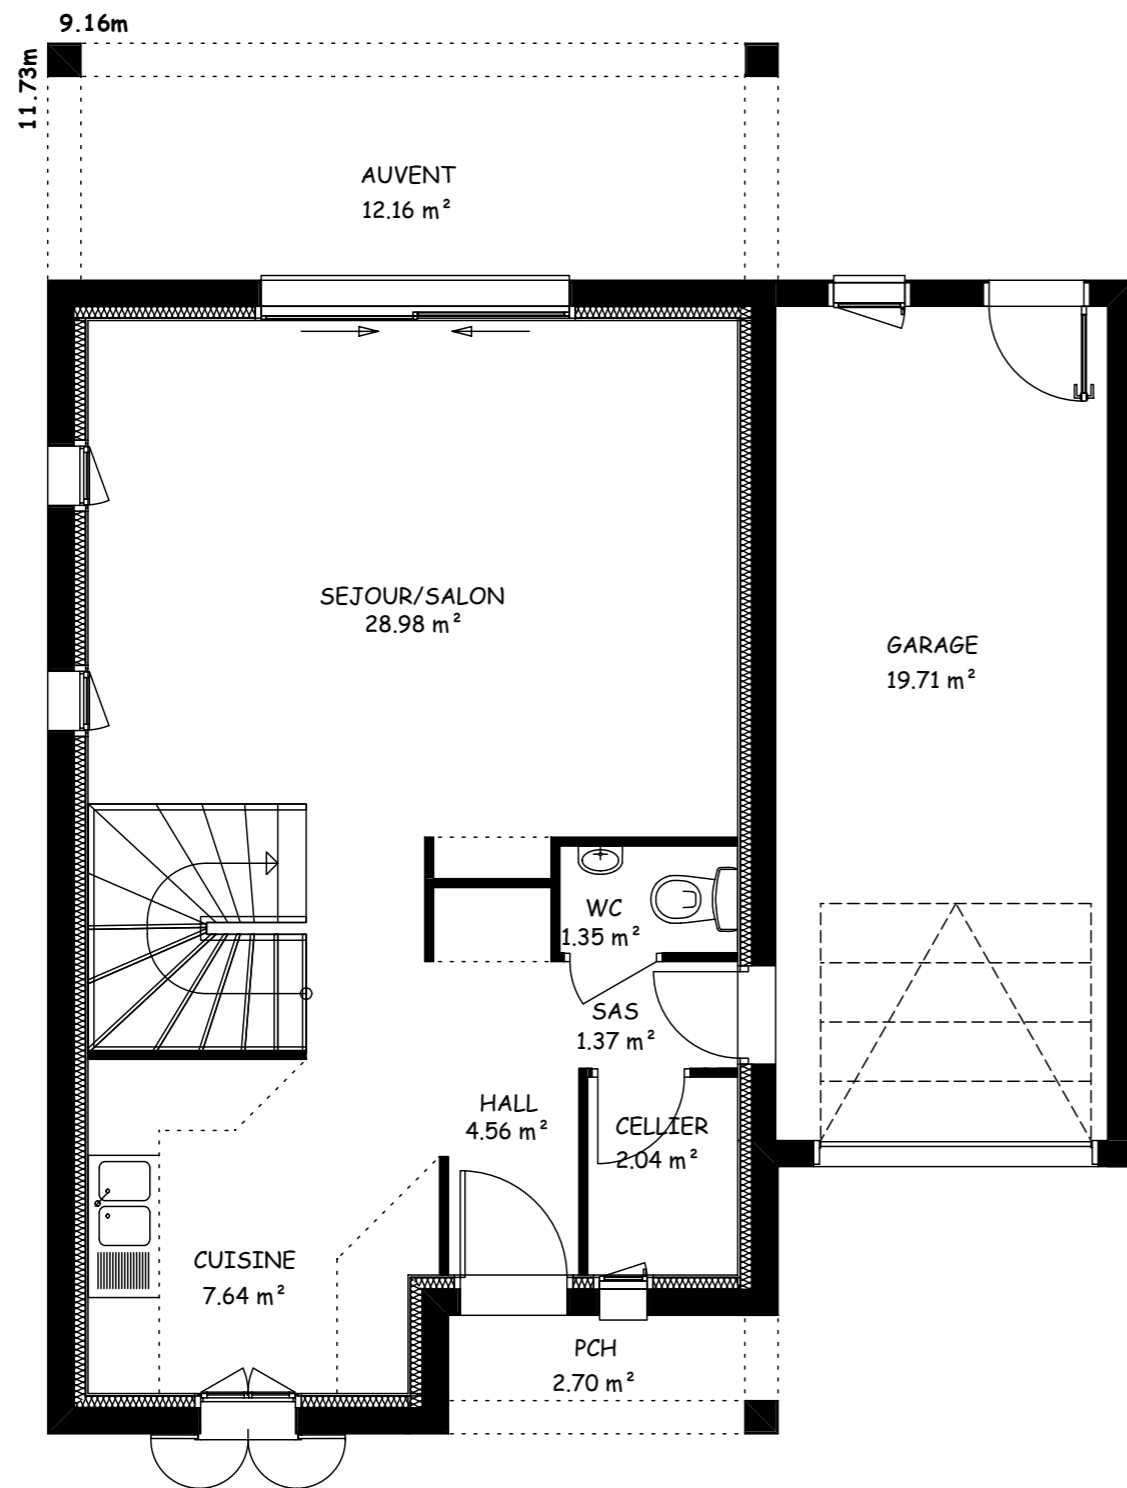 9.16m
11.73m
AUVENT
12.16 m²
SEJOUR/SALON
28.98 m²
GARAGE
19.71 m²
WC
1.35 m²
SAS
1.37 m²
HALL
4.56 m²
CELLIER
2.04 m²
CUISINE
7.64 m²
PCH
2.70 m²